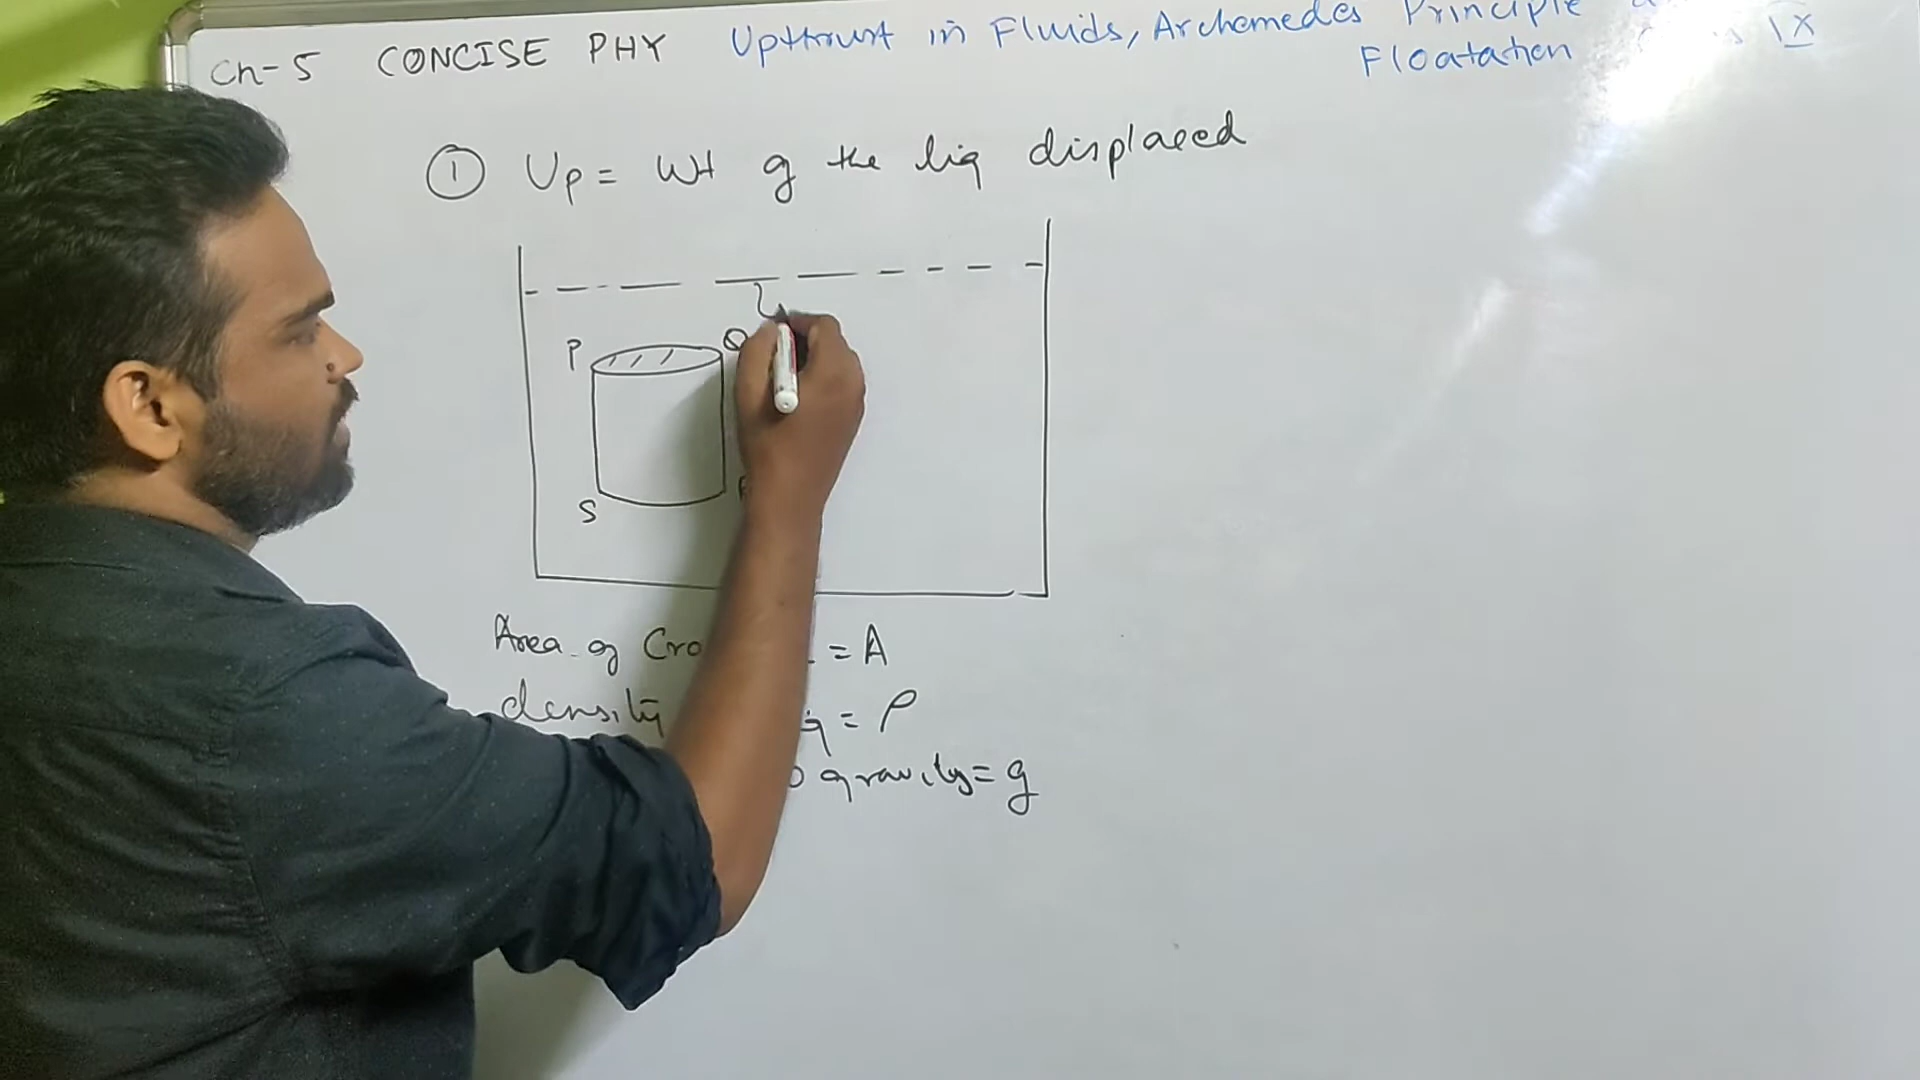 Ch-5 CONCISE PHY Upthrust in Fluids, Archemedes Principle
Floatation IX
① Up = Wt of the liq displaced
P Q
S
Area of = A
density = ρ
gravity = g